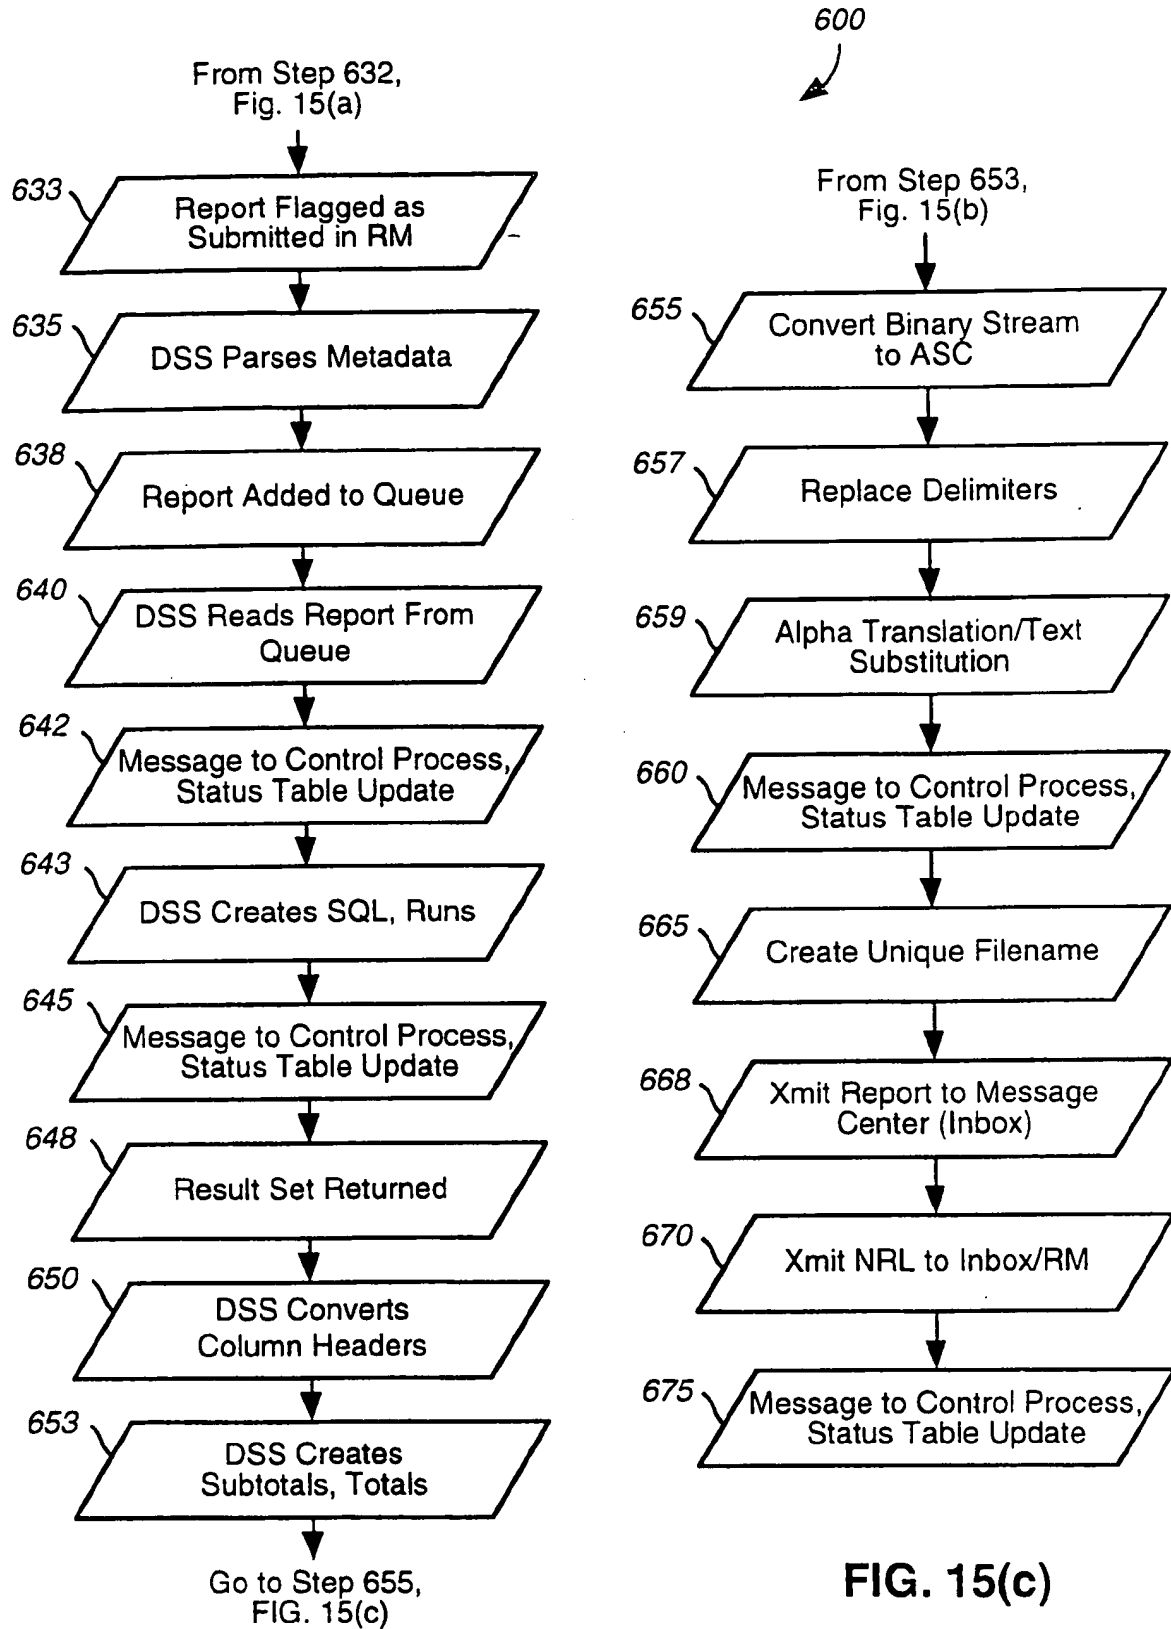 600
From Step 632,
Fig. 15(a)
633
Report Flagged as
Submitted in RM
635
DSS Parses Metadata
638
Report Added to Queue
640
DSS Reads Report From
Queue
642
Message to Control Process,
Status Table Update
643
DSS Creates SQL, Runs
645
Message to Control Process,
Status Table Update
648
Result Set Returned
650
DSS Converts
Column Headers
653
DSS Creates
Subtotals, Totals
Go to Step 655,
FIG. 15(c)
From Step 653,
Fig. 15(b)
655
Convert Binary Stream
to ASC
657
Replace Delimiters
659
Alpha Translation/Text
Substitution
660
Message to Control Process,
Status Table Update
665
Create Unique Filename
668
Xmit Report to Message
Center (Inbox)
670
Xmit NRL to Inbox/RM
675
Message to Control Process,
Status Table Update
FIG. 15(c)